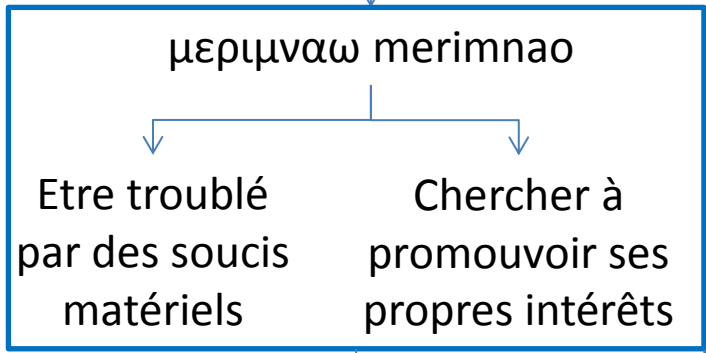 μεριμναω merimnao
Etre troublé
par des soucis
matériels
Chercher à
promouvoir ses
propres intérêts